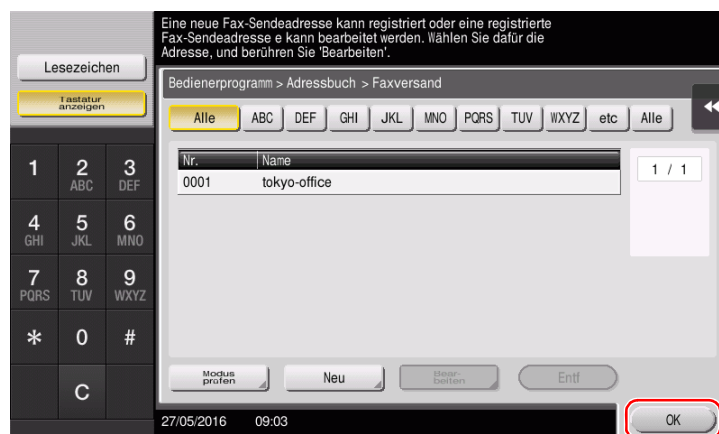 Eine neue Fax-Sendeadresse kann registriert oder eine registrierte
Fax-Sendeadresse e kann bearbeitet werden. Wählen Sie dafür die
Adresse, und berühren Sie 'Bearbeiten'.
Lesezeichen
Tastatur
anzeigen
Bedienerprogramm > Adressbuch > Faxversand
Alle ABC DEF GHI JKL MNO PQRS TUV WXYZ etc Alle
Nr. Name
0001 tokyo-office
1 / 1
1 2 3
ABC DEF
4 5 6
GHI JKL MNO
7 8 9
PQRS TUV WXYZ
* 0 #
C
Modus
prüfen
Neu
Bear-
beiten
Entf
27/05/2016 09:03
OK